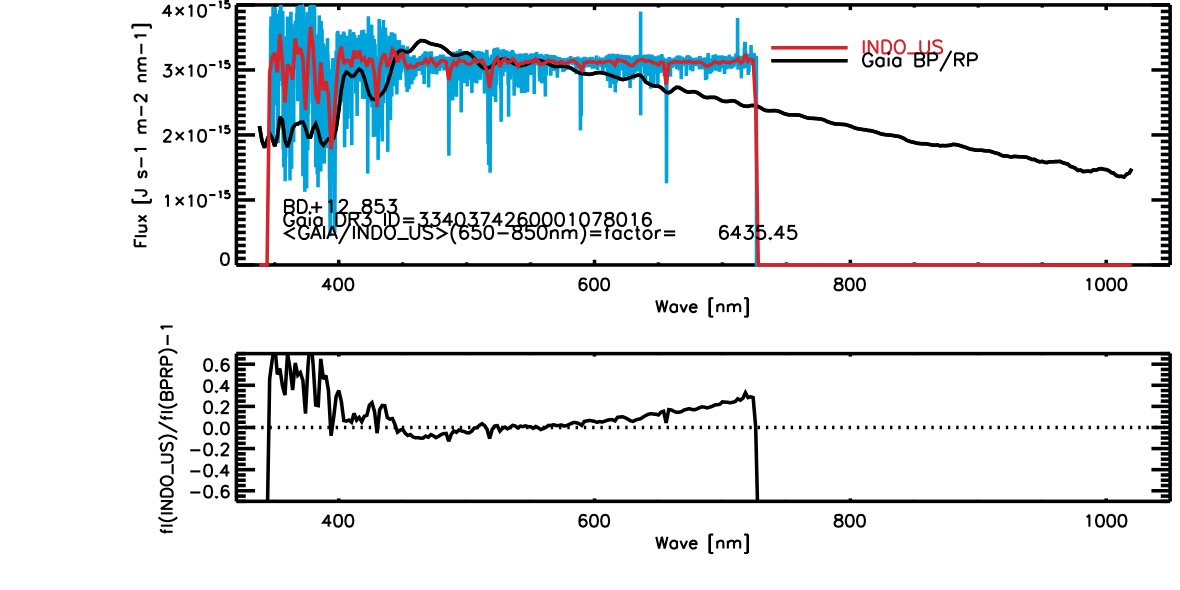 4×10−15
3×10−15
2×10−15
1×10−15
0
Flux [J s−1 m−2 nm−1]
INDO_US
Gaia BP/RP
BD+12 853
Gaia DR3 ID=33403742600001078016
<GAIA/INDO_US>(650−850nm)=factor= 6435.45
400 600 800 1000
Wave [nm]
fl(INDO_US)/fl(BPRP)−1
0.6
0.4
0.2
0.0
−0.2
−0.4
−0.6
400 600 800 1000
Wave [nm]